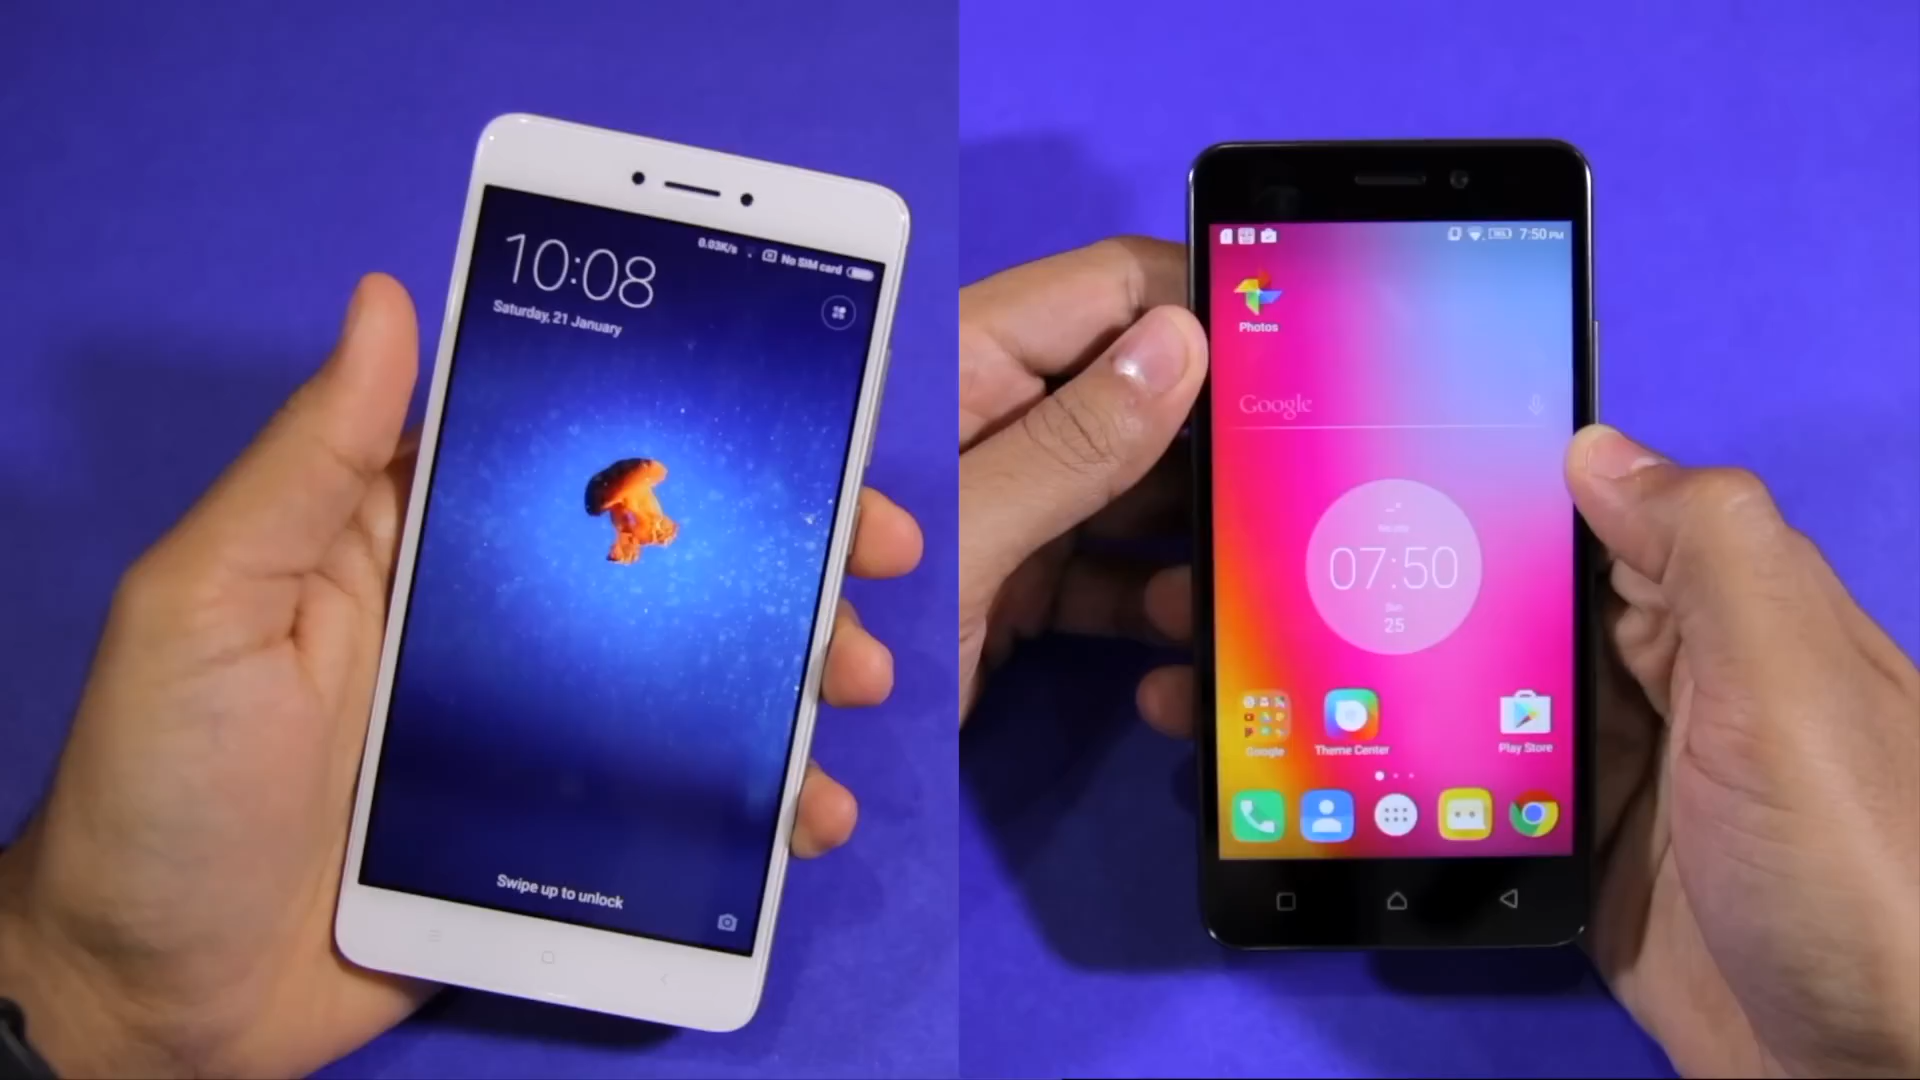 0.03K/s
No SIM card
10:08
Saturday, 21 January
Swipe up to unlock
7:50 PM
Photos
Google
07:50
25
Google
Theme Center
Play Store